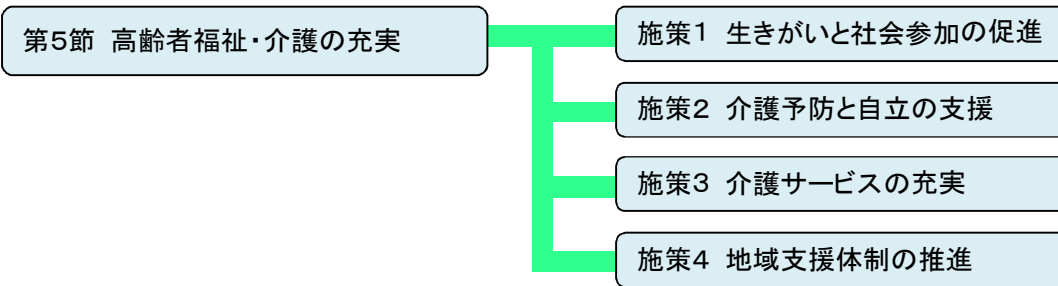 第5節 高齢者福祉・介護の充実
施策1 生きがいと社会参加の促進
施策2 介護予防と自立の支援
施策3 介護サービスの充実
施策4 地域支援体制の推進